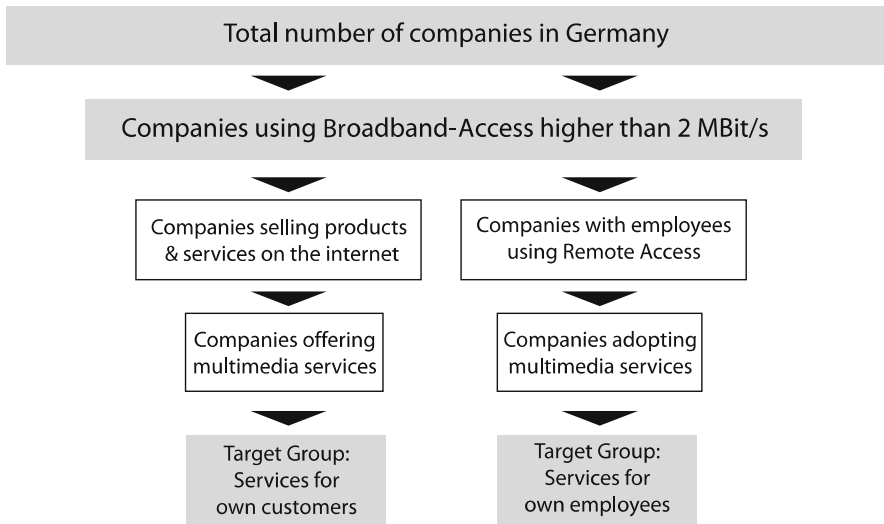 Total number of companies in Germany
Companies using Broadband-Access higher than 2 MBit/s
Companies selling products
& services on the internet
Companies with employees
using Remote Access
Companies offering
multimedia services
Companies adopting
multimedia services
Target Group:
Services for
own customers
Target Group:
Services for
own employees